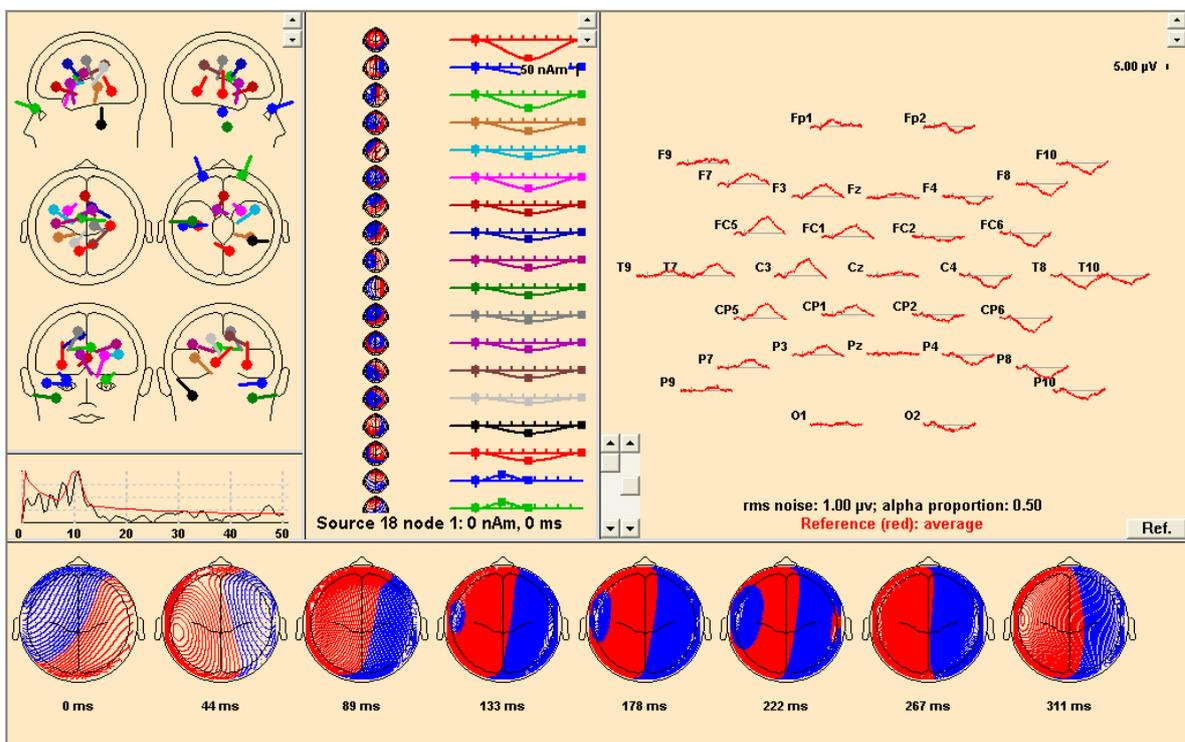 50 nAm
5.00 µV
Fp1 Fp2
F9 F10
F7 F3 Fz F4 F8
FC5 FC1 FC2 FC6
T9 T7 C3 Cz C4 T8 T10
CP5 CP1 CP2 CP6
P7 P3 Pz P4 P8
P9 P10
O1 O2
0 10 20 30 40 50
Source 18 node 1: 0 nAm, 0 ms
rms noise: 1.00 µv; alpha proportion: 0.50
Reference (red): average
Ref.
0 ms 44 ms 89 ms 133 ms 178 ms 222 ms 267 ms 311 ms